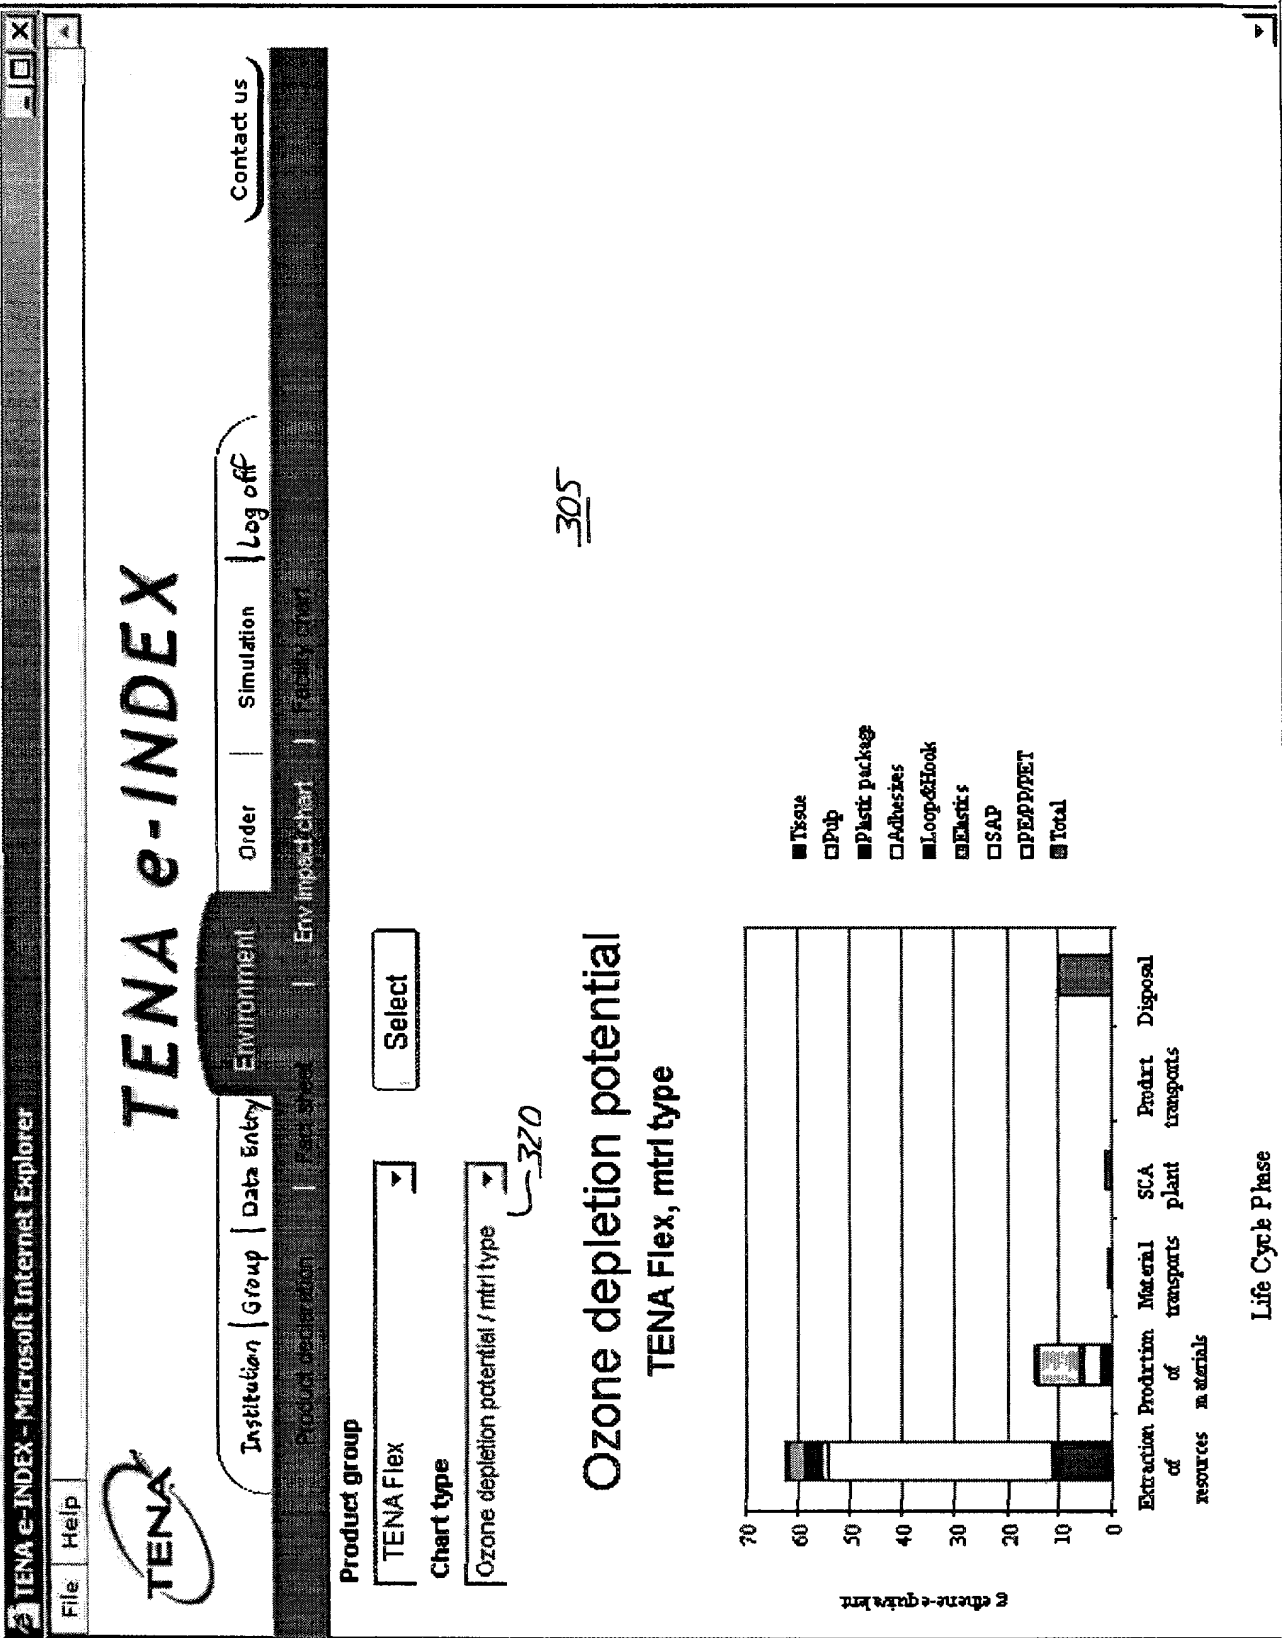 TENA e-INDEX - Microsoft Internet Explorer
File Help
TENA
TENA e-INDEX
Contact us
Institution | Group | Data Entry Environment Order | Simulation | Log off
Product declaration | Fact sheet | Env impact chart | Facility chart
Product group
TENA Flex
Select
Chart type
Ozone depletion potential / mtrl type
320
305
Ozone depletion potential
TENA Flex, mtrl type
g ethene-equivalent
70
60
50
40
30
20
10
0
Extraction of resources
Production of materials
Material transports
SCA plant
Product transports
Disposal
Life Cycle Phase
Tissue
Pulp
Plastic package
Adhesives
Loop&Hook
Elastics
SAP
PE/PP/PET
Total